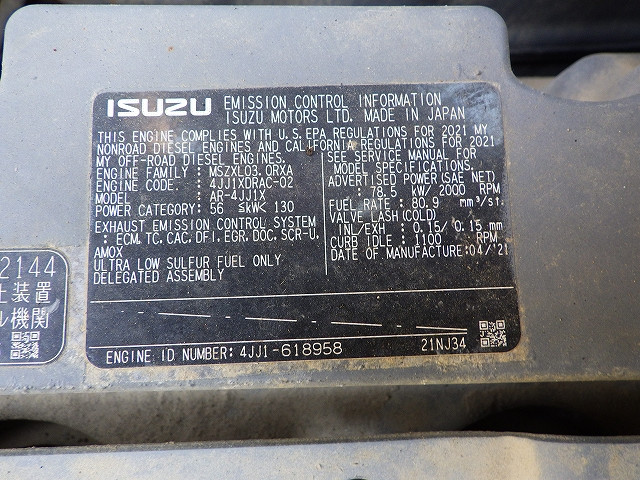 ISUZU EMISSION CONTROL INFORMATION
ISUZU MOTORS LTD. MADE IN JAPAN
THIS ENGINE COMPLIES WITH U.S.EPA REGULATIONS FOR 2021 MY
NONROAD DIESEL ENGINES AND CALIFORNIA REGULATIONS FOR 2021
MY OFF-ROAD DIESEL ENGINES.
ENGINE FAMILY : MSZXL03.0RXA
ENGINE CODE : 4JJ1XDRAC-02
MODEL : AR-4JJ1X
POWER CATEGORY: 56 ≦kW< 130
EXHAUST EMISSION CONTROL SYSTEM
: ECM,TC,CAC,DFI,EGR,DOC,SCR-U,
AMOX
ULTRA LOW SULFUR FUEL ONLY
DELEGATED ASSEMBLY
SEE SERVICE MANUAL FOR
MODEL SPECIFICATIONS.
ADVERTISED POWER(SAE NET)
: 78.5 kW/ 2000 RPM
FUEL RATE : 80.9 mm³/st.
VALVE LASH(COLD)
INL/EXH : 0.15/ 0.15 mm
CURB IDLE : 1100 RPM
DATE OF MANUFACTURE:04/'21
ENGINE ID NUMBER: 4JJ1-618958
21NJ34
2144
装置
機関